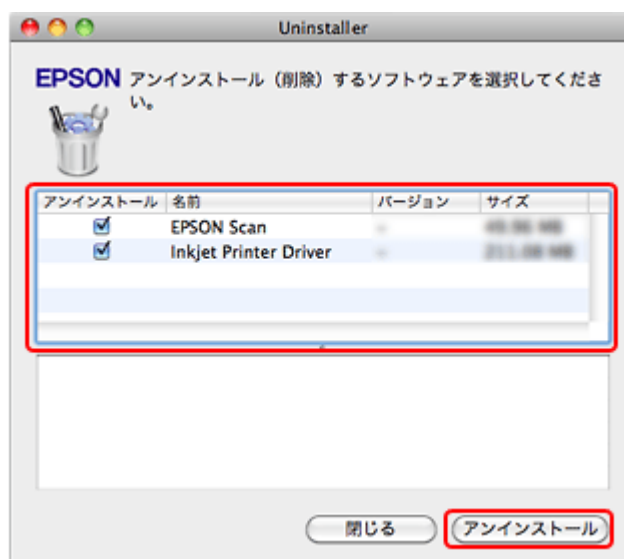 Uninstaller
EPSON アンインストール（削除）するソフトウェアを選択してくださ
い。
アンインストール 名前 バージョン サイズ
EPSON Scan -
Inkjet Printer Driver -
閉じる アンインストール